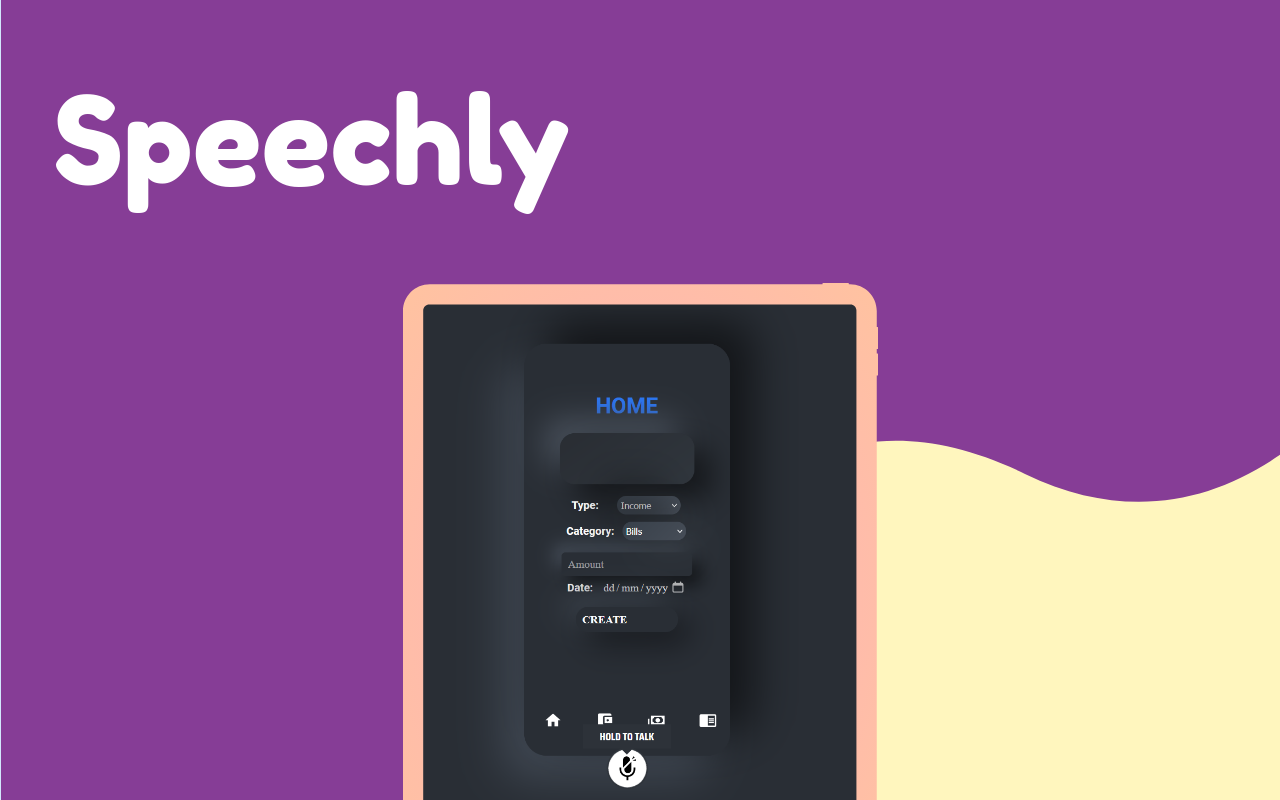 Speechly
HOME
Type: Income
Category: Bills
Amount
Date: dd/mm/yyyy
CREATE
HOLD TO TALK